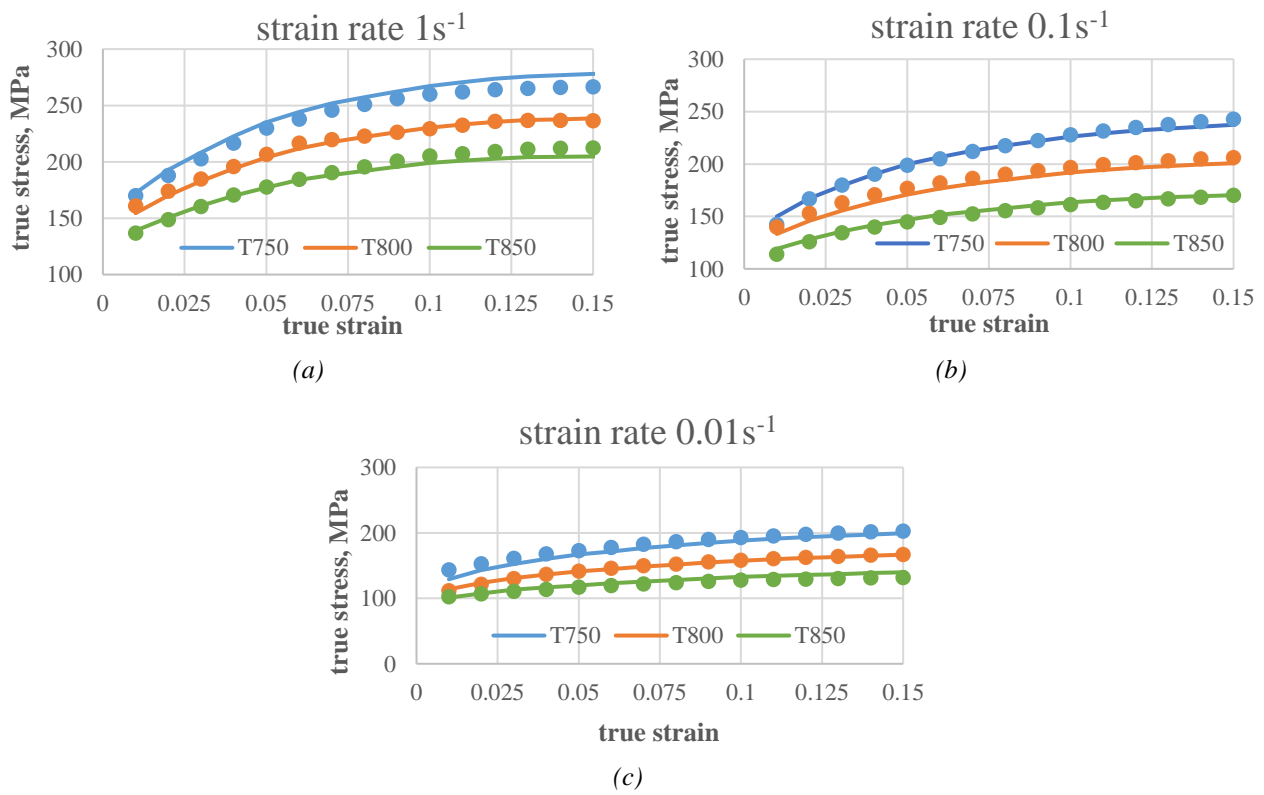 strain rate 1s⁻¹
true stress, MPa
300
250
200
150
100
T750 T800 T850
0 0.025 0.05 0.075 0.1 0.125 0.15
true strain
(a)
strain rate 0.1s⁻¹
true stress, MPa
300
250
200
150
100
T750 T800 T850
0 0.025 0.05 0.075 0.1 0.125 0.15
true strain
(b)
strain rate 0.01s⁻¹
true stress, MPa
300
200
100
0
T750 T800 T850
0 0.025 0.05 0.075 0.1 0.125 0.15
true strain
(c)